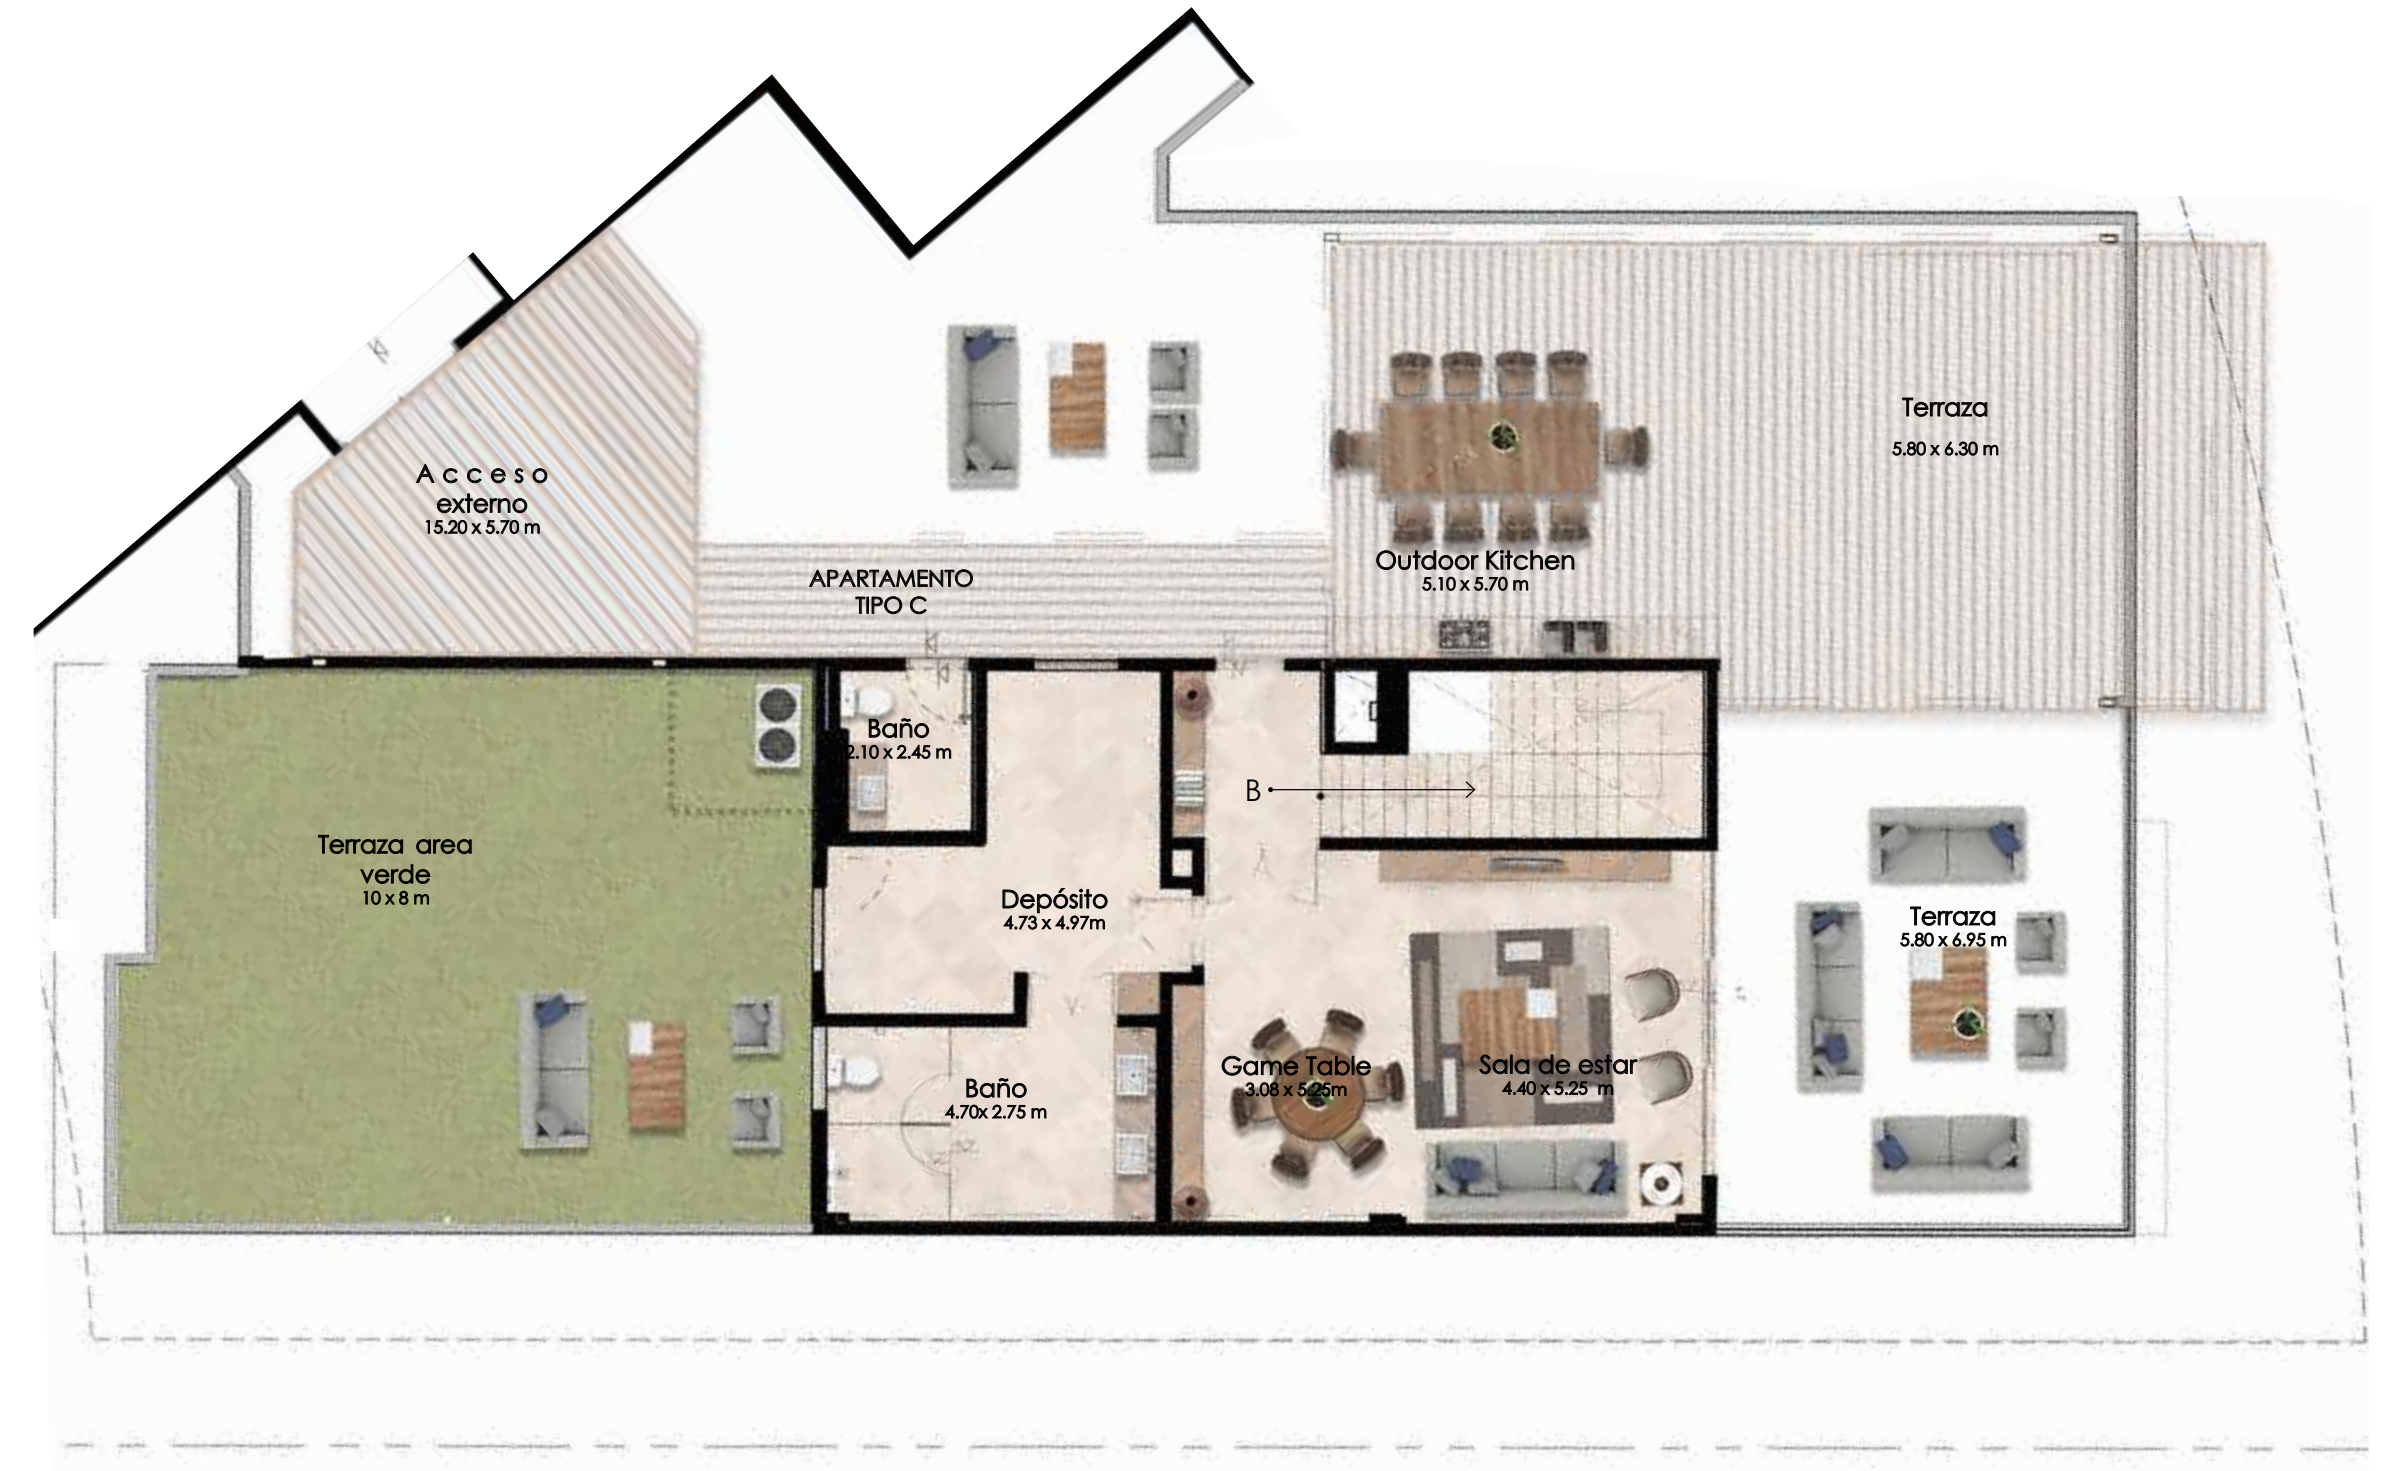 Terraza
5.80 x 6.30 m
A c c e s o
externo
15.20 x 5.70 m
Outdoor Kitchen
5.10 x 5.70 m
APARTAMENTO
TIPO C
Baño
2.10 x 2.45 m
B
Terraza area
verde
10 x 8 m
Depósito
4.73 x 4.97m
Terraza
5.80 x 6.95 m
Game Table
3.08 x 5.25m
Sala de estar
4.40 x 5.25 m
Baño
4.70x 2.75 m